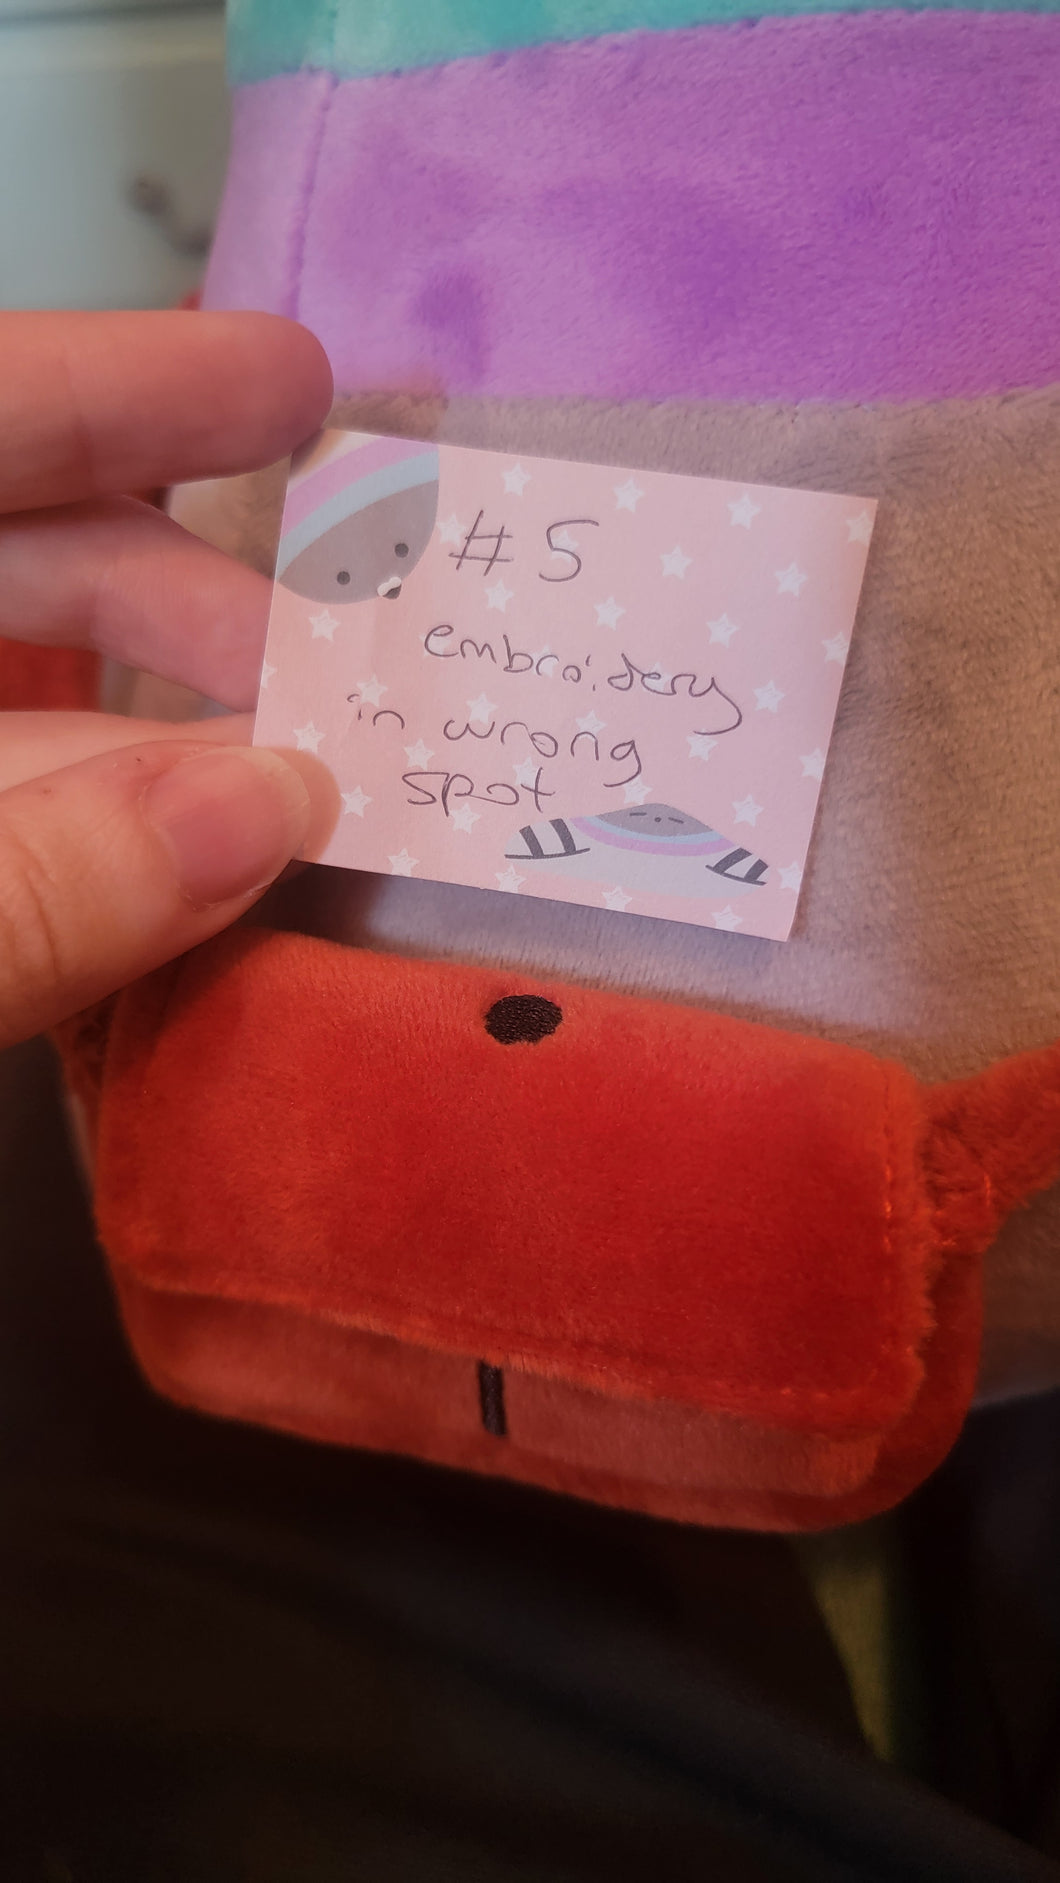 #5
embroidery
in wrong
spot